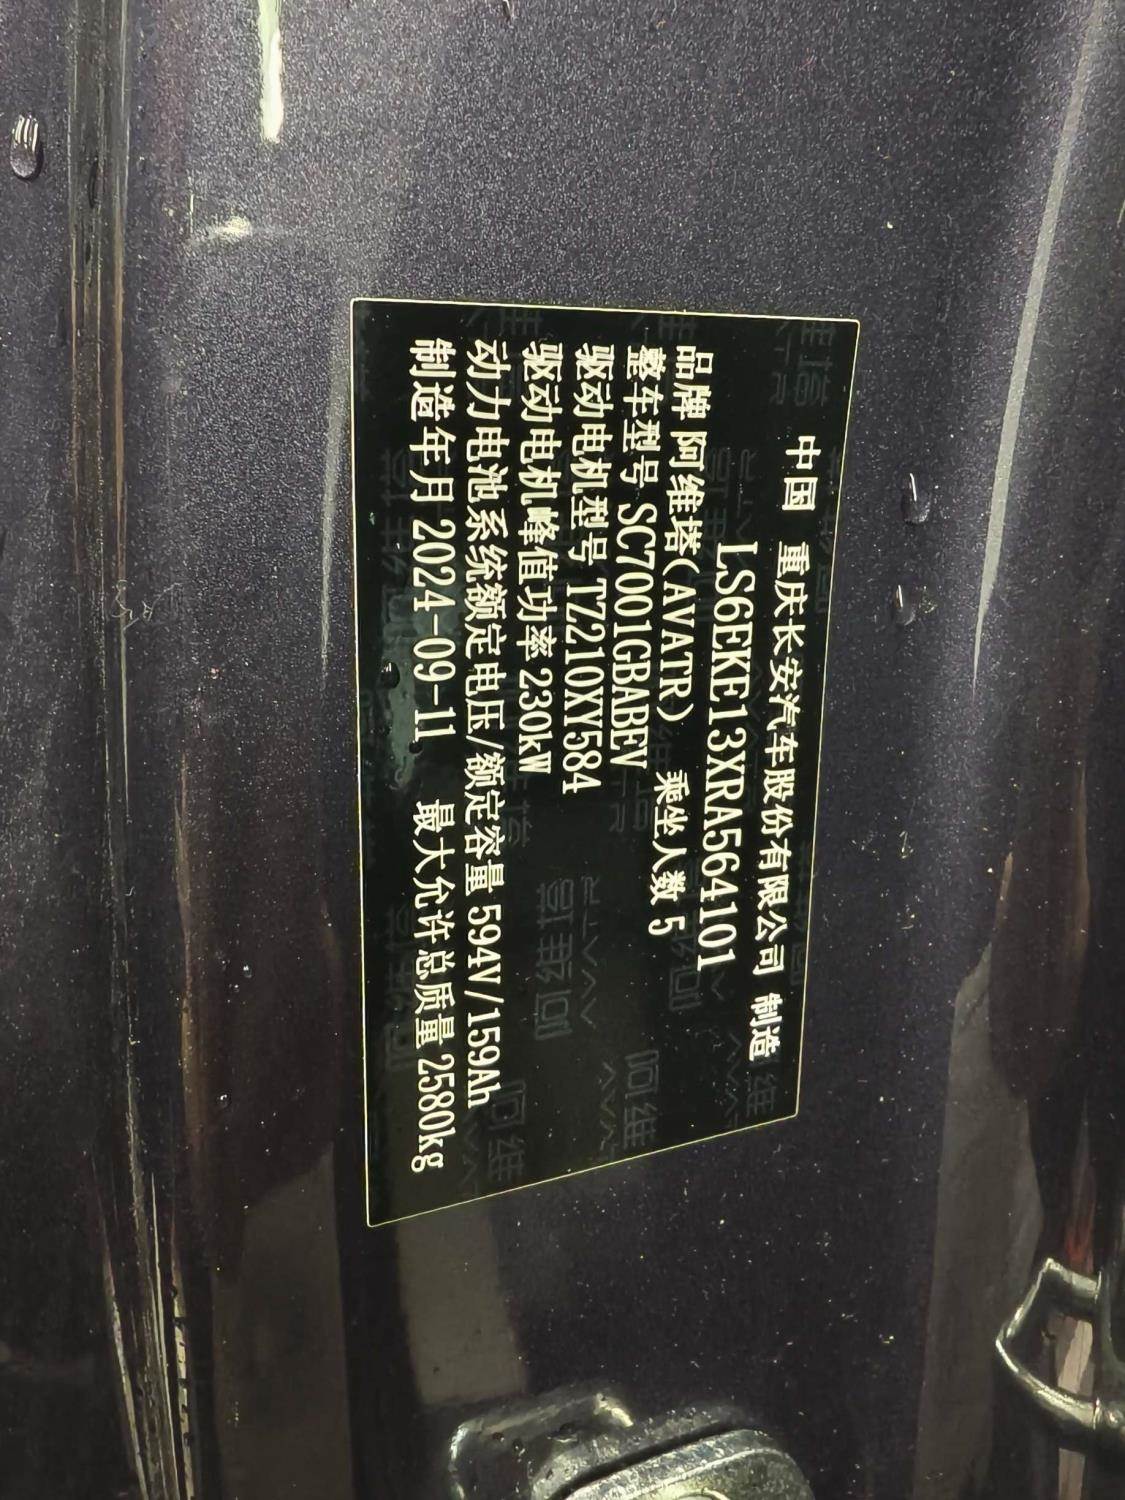 中国 重庆长安汽车股份有限公司 制造
LS6EKE13XRA564101
品牌 阿维塔(AVATR) 乘坐人数 5
整车型号 SC7001GBABEV
驱动电机型号 TZ210XY584
驱动电机峰值功率 230kW
动力电池系统额定电压/额定容量 594V/159Ah
制造年月 2024-09-11 最大允许总质量 2580kg